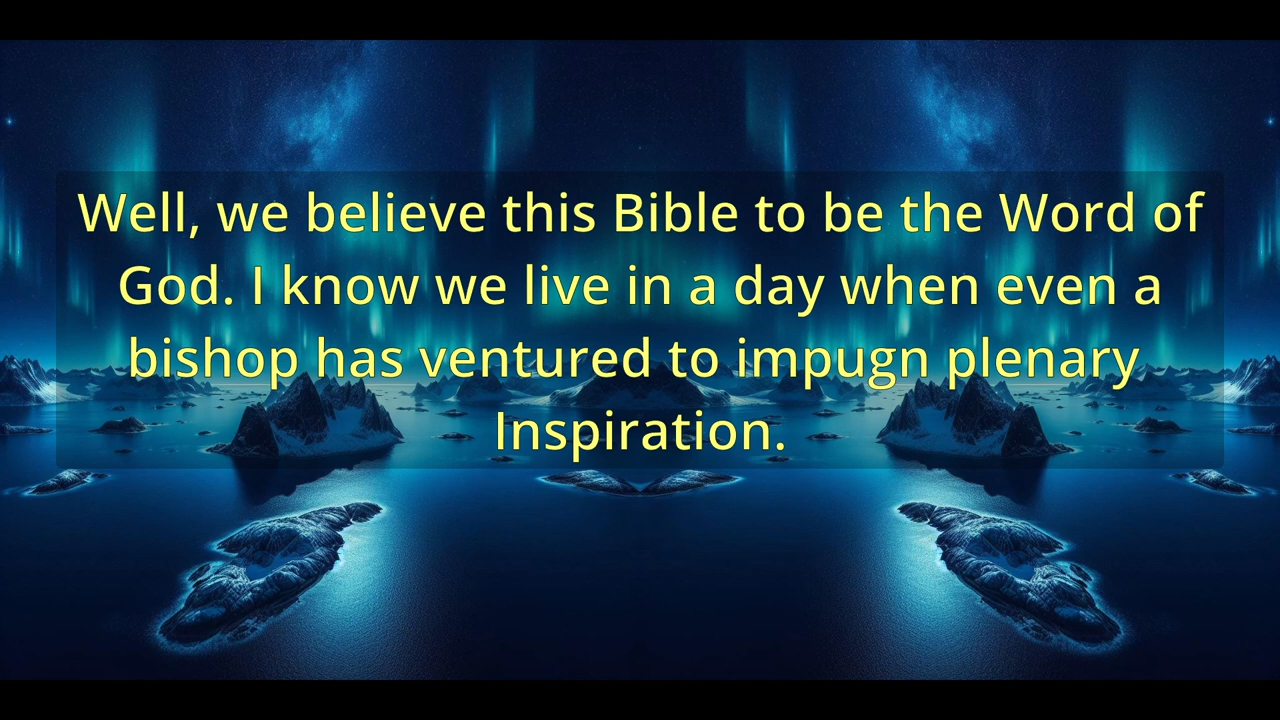 Well, we believe this Bible to be the Word of
God. I know we live in a day when even a
bishop has ventured to impugn plenary
Inspiration.